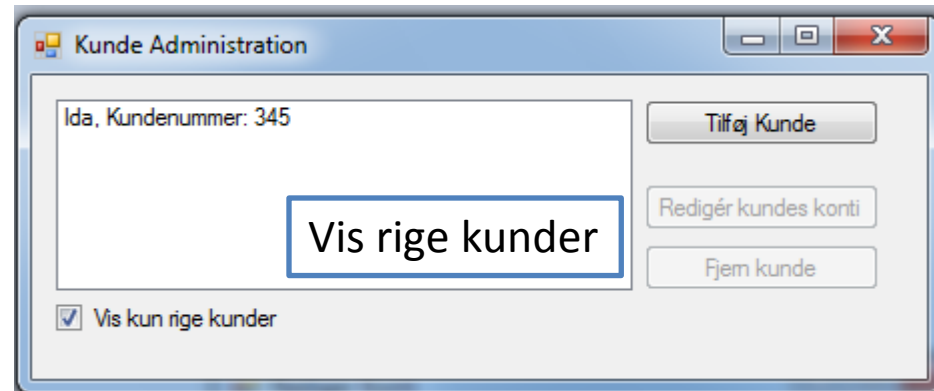 Kunde Administration
Ida, Kundenummer: 345
Tilføj Kunde
Redigér kundes konti
Vis rige kunder
Fjern kunde
Vis kun rige kunder